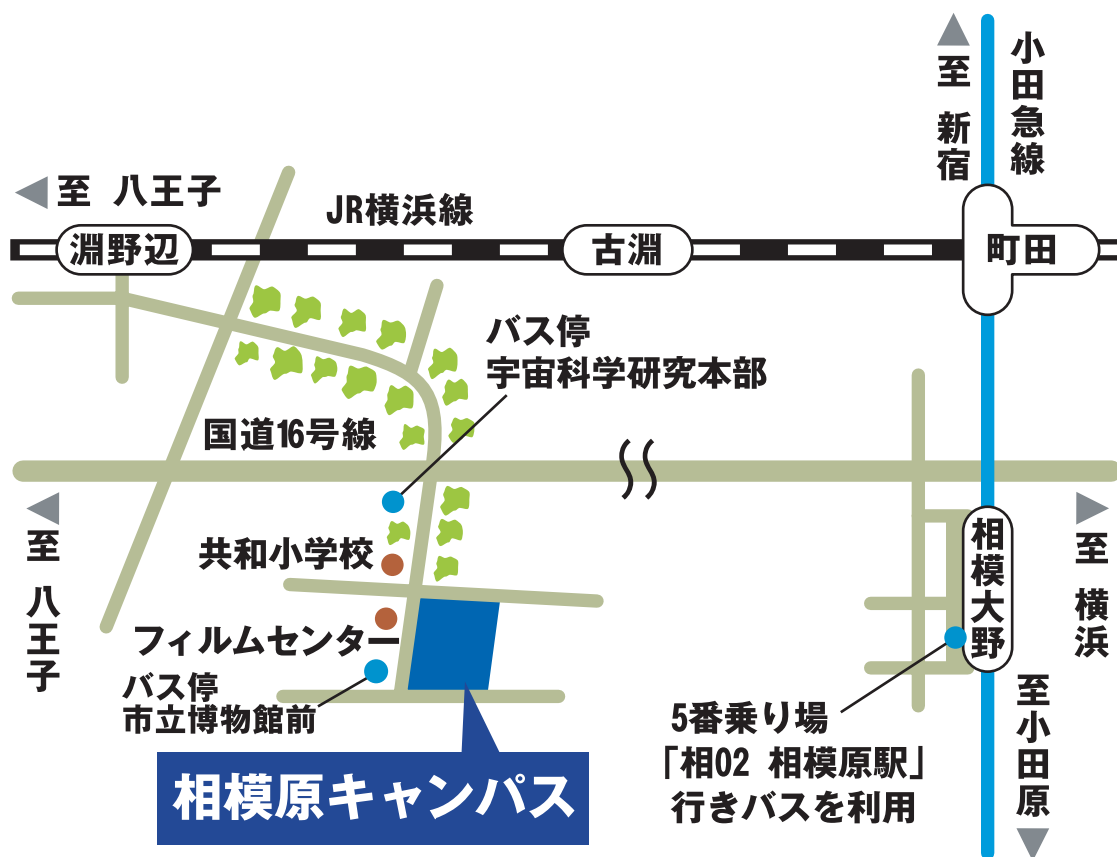 小田急線
至 新宿
至 八王子
JR横浜線
淵野辺
古淵
町田
バス停
宇宙科学研究本部
国道16号線
至 八王子
共和小学校
フィルムセンター
バス停
市立博物館前
相模原キャンパス
相模大野
至 横浜
5番乗り場
「相02 相模原駅」
行きバスを利用
至小田原